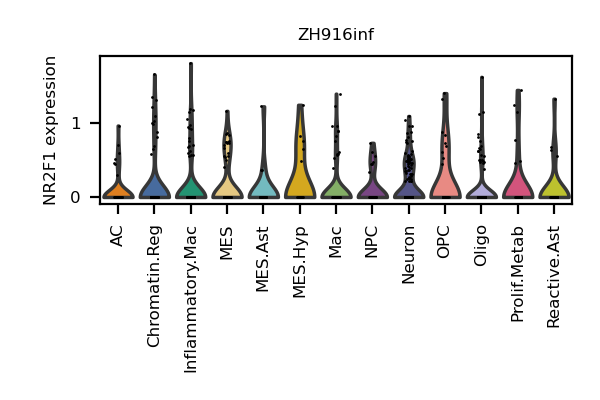 ZH916inf
NR2F1 expression
1
0
AC
Chromatin.Reg
Inflammatory.Mac
MES
MES.Ast
MES.Hyp
Mac
NPC
Neuron
OPC
Oligo
Prolif.Metab
Reactive.Ast